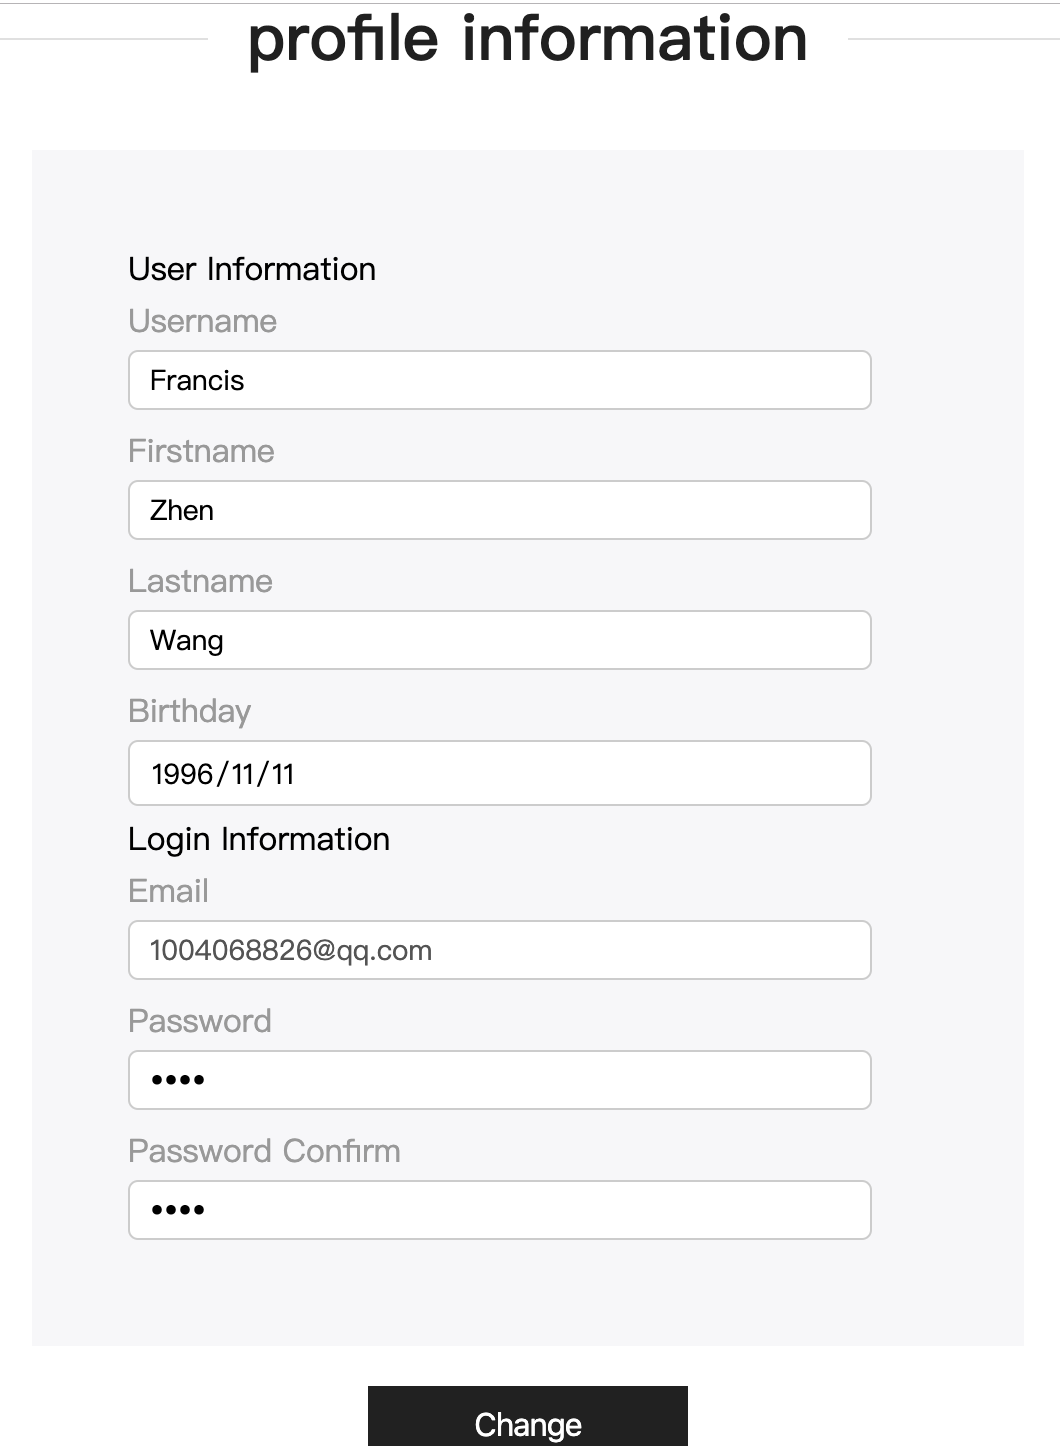 profile information
User Information
Username
Francis
Firstname
Zhen
Lastname
Wang
Birthday
1996/11/11
Login Information
Email
1004068826@qq.com
Password
••••
Password Confirm
••••
Change